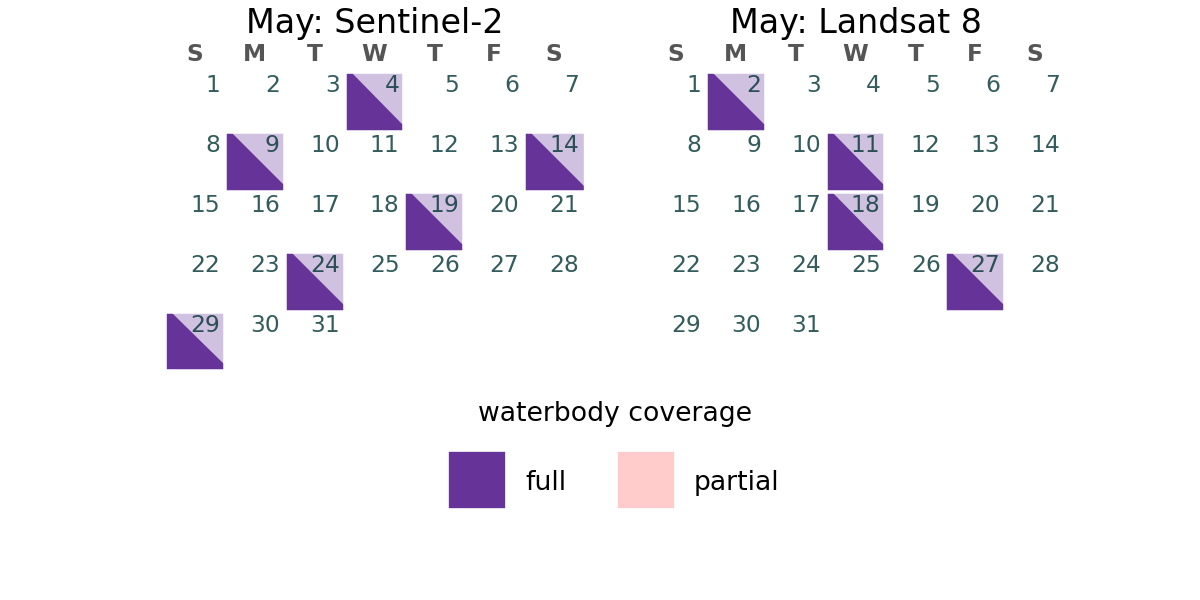 May: Sentinel-2
S M T W T F S
1 2 3 4 5 6 7
8 9 10 11 12 13 14
15 16 17 18 19 20 21
22 23 24 25 26 27 28
29 30 31
May: Landsat 8
S M T W T F S
1 2 3 4 5 6 7
8 9 10 11 12 13 14
15 16 17 18 19 20 21
22 23 24 25 26 27 28
29 30 31
waterbody coverage
full
partial